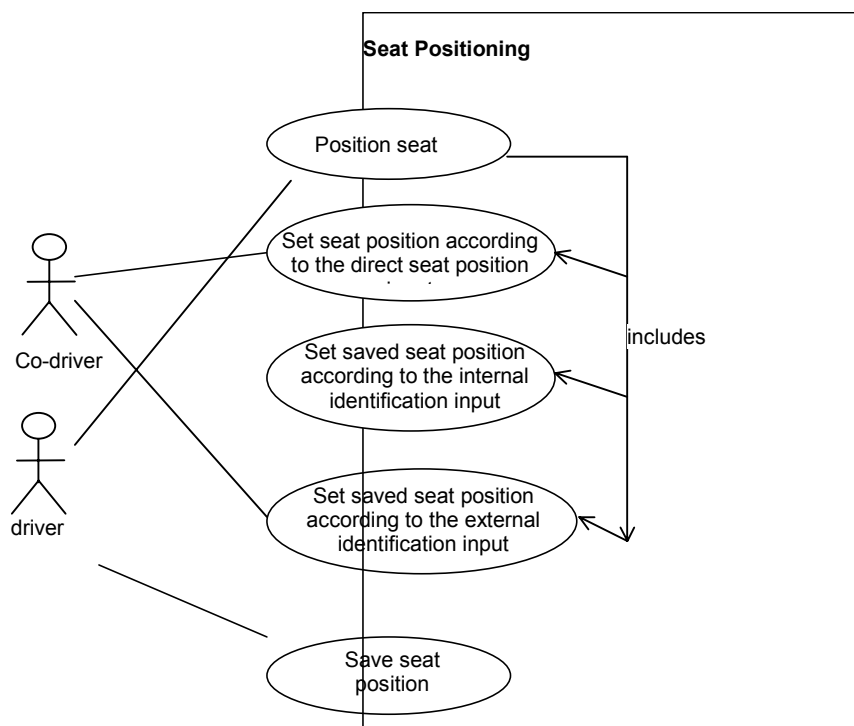 Seat Positioning
Position seat
Set seat position according
to the direct seat position
Co-driver
includes
Set saved seat position
according to the internal
identification input
driver
Set saved seat position
according to the external
identification input
Save seat
position